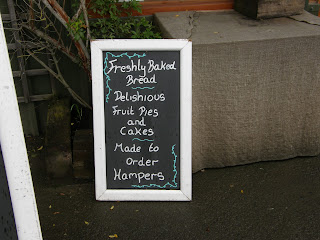 Freshly Baked
Bread
Delishious
Fruit Pies
and
Cakes
Made to
Order
Hampers